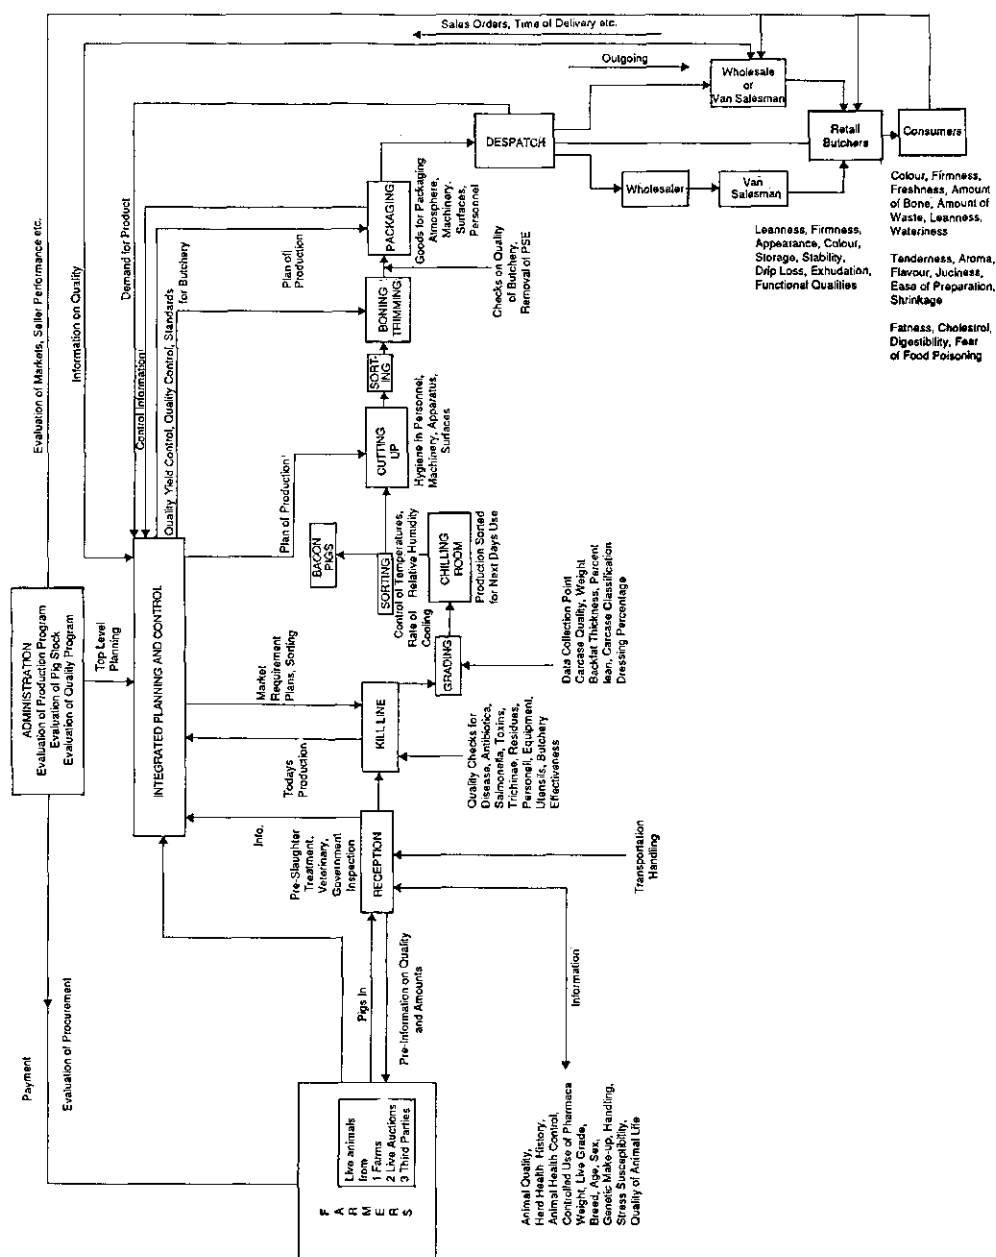 Sales Orders, Time of Delivery etc.
Outgoing
Wholesale
or
Van Salesman
Retail
Butchers
Consumers
DESPATCH
Wholesaler
Van
Salesman
Colour, Firmness,
Freshness, Amount
of Bone, Amount of
Waste, Leanness,
Wateriness
Tenderness, Aroma,
Flavour, Juciness,
Ease of Preparation,
Shrinkage
Fatness, Cholestrol,
Digestibility, Fear
of Food Poisoning
Leanness, Firmness,
Appearance, Colour,
Storage, Stability,
Drip Loss, Exhudation,
Functional Qualities
Evaluation of Markets, Seller Performance etc.
Information on Quality
Demand for Product
Control Information
Quality Yield Control, Quality Control, Standards
for Butchery
Plan of
Production
PACKAGING
Goods for Packaging
Atmosphere,
Machinery,
Surfaces,
Personnel
Checks on Quality
of Butchery,
Removal of PSE
BONING
TRIMMING
SORT-
ING
CUTTING
UP
Hygiene in Personnel,
Machinery, Apparatus,
Surfaces
Plan of Production
BACON
PIGS
SORTING
Control of Temperatures,
Rate of Relative Humidity
Cooling
CHILLING
ROOM
Production Sorted
for Next Days Use
GRADING
Data Collection Point
Carcase Quality, Weight
Backfat Thickness, Percent
lean, Carcase Classification
Dressing Percentage
ADMINISTRATION
Evaluation of Production Program
Evaluation of Pig Stock
Evaluation of Quality Program
Top Level
Planning
INTEGRATED PLANNING AND CONTROL
Market
Requirement
Plans, Sorting
KILL LINE
Todays
Production
Quality Checks for
Disease, Antibiotica,
Salmonella, Toxins,
Trichinae, Residues,
Personell, Equipment,
Utensils, Butchery
Effectiveness
Info.
Pre-Slaughter
Treatment,
Veterinary,
Government
Inspection
RECEPTION
Transportation
Handling
Information
Pigs In
Pre-Information on Quality
and Amounts
Payment
Evaluation of Procurement
FARMERS
Live animals
from
1 Farms
2 Live Auctions
3 Third Parties
Animal Quality,
Herd Health History,
Animal Health Control,
Controlled Use of Pharmaca
Weight, Live Grade,
Breed, Age, Sex,
Genetic Make-up, Handling,
Stress Susceptibility,
Quality of Animal Life